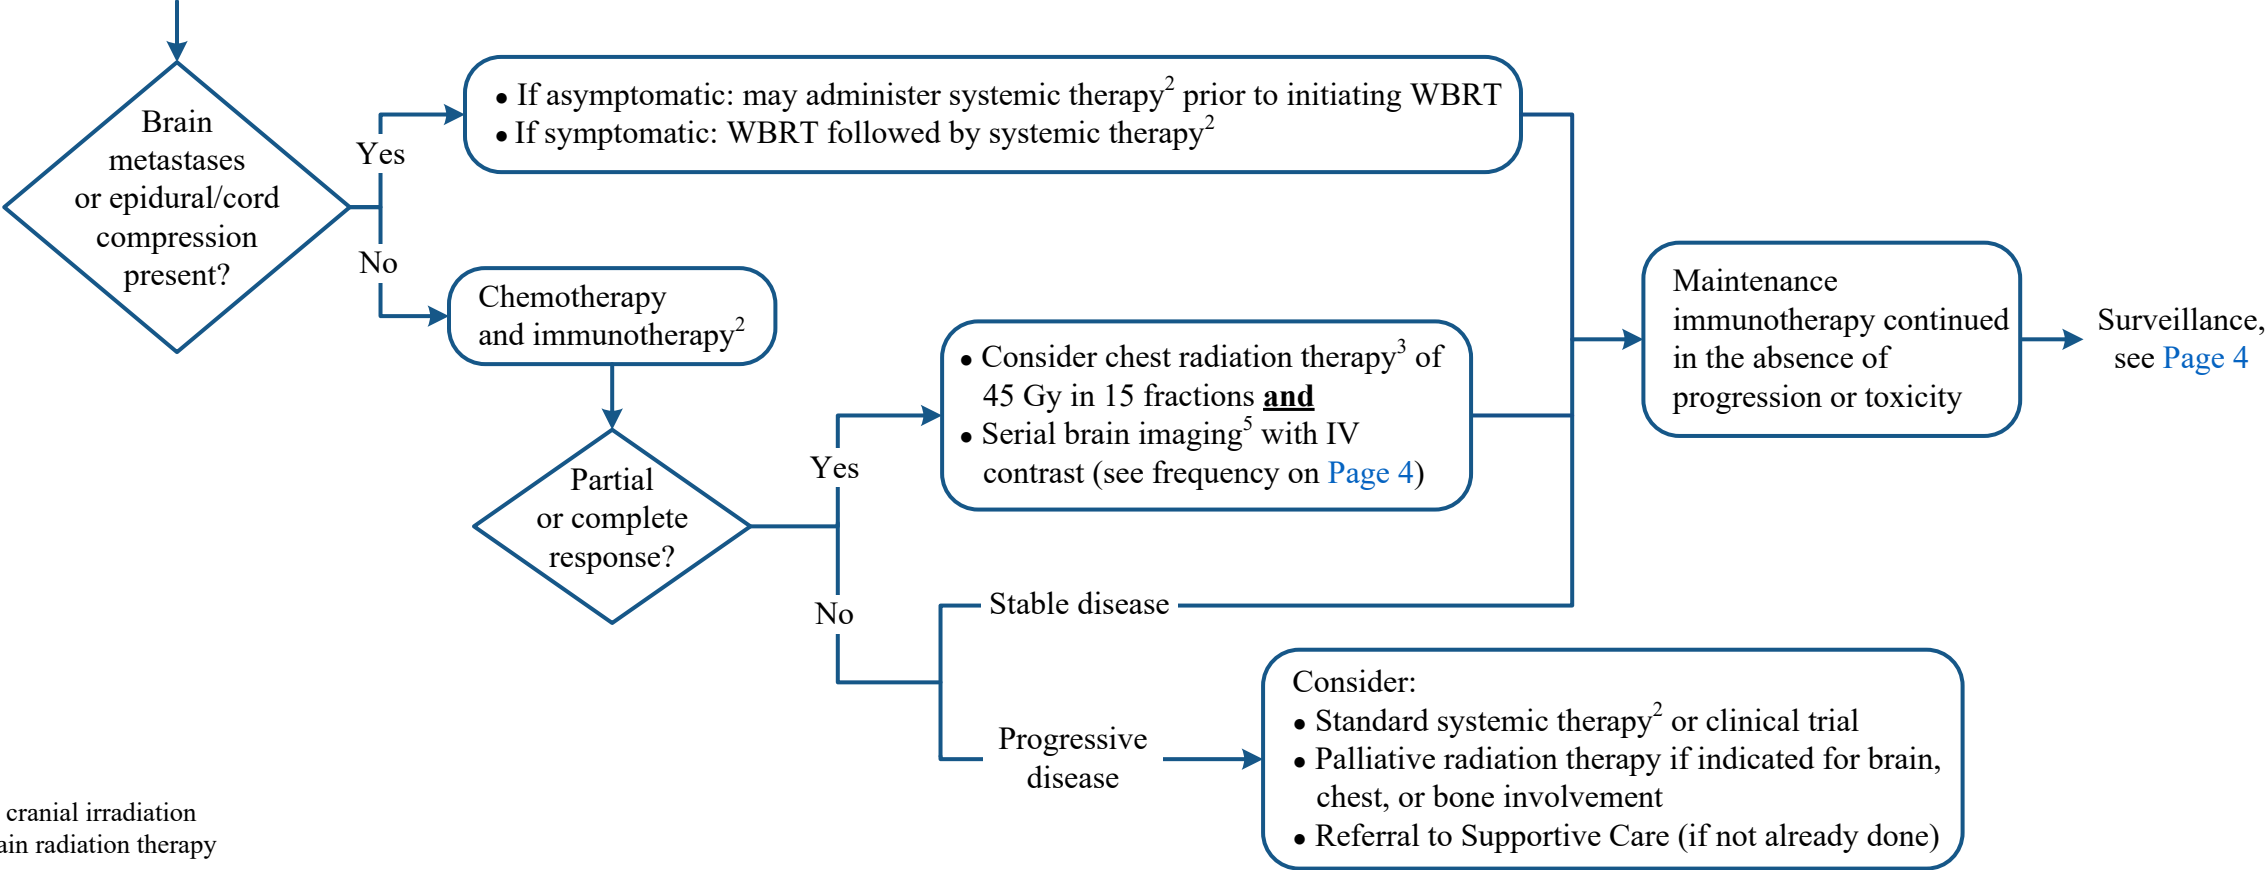 Brain
metastases
or epidural/cord
compression
present?
Yes
• If asymptomatic: may administer systemic therapy² prior to initiating WBRT
• If symptomatic: WBRT followed by systemic therapy²
No
Chemotherapy
and immunotherapy²
Partial
or complete
response?
Yes
• Consider chest radiation therapy³ of
45 Gy in 15 fractions and
• Serial brain imaging⁵ with IV
contrast (see frequency on Page 4)
No
Stable disease
Progressive
disease
Consider:
• Standard systemic therapy² or clinical trial
• Palliative radiation therapy if indicated for brain,
chest, or bone involvement
• Referral to Supportive Care (if not already done)
Maintenance
immunotherapy continued
in the absence of
progression or toxicity
Surveillance,
see Page 4
cranial irradiation
radiation therapy